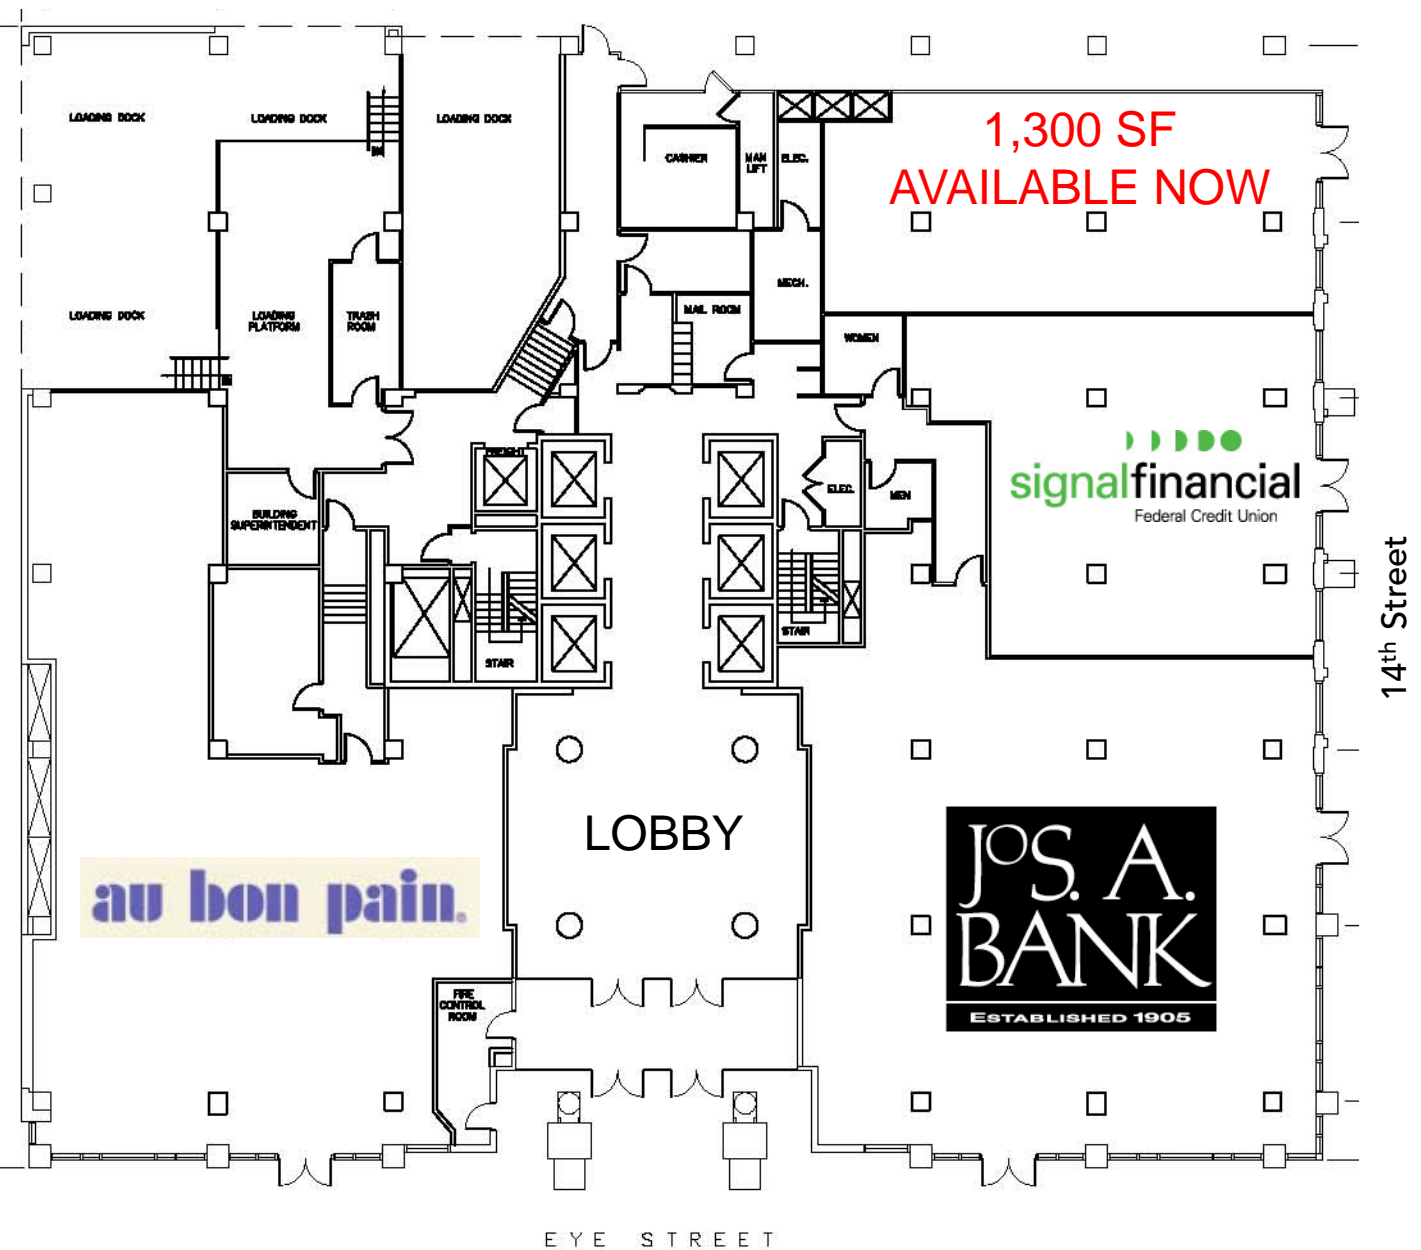 LOADING DOCK
LOADING DOCK
LOADING DOCK
DN
CASHIER
MAN
LIFT
ELEC.
1,300 SF
AVAILABLE NOW
MECH.
LOADING DOCK
LOADING
PLATFORM
TRASH
ROOM
MAIL ROOM
WOMEN
FREIGHT
ELEC.
MEN
signalfinancial
Federal Credit Union
BUILDING
SUPERINTENDENT
STAIR
STAIR
14th Street
LOBBY
au bon pain.
JOS. A.
BANK
ESTABLISHED 1905
FIRE
CONTROL
ROOM
EYE STREET